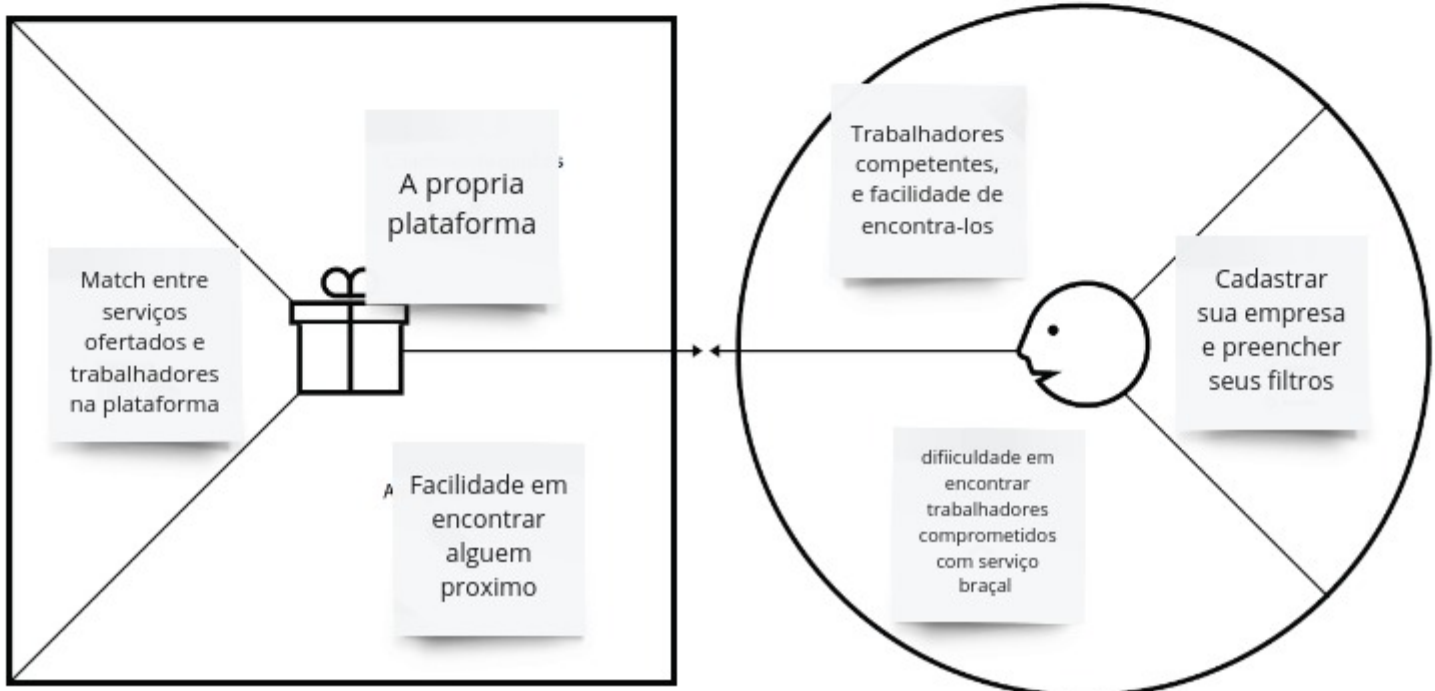 A propria
plataforma
s
Match entre
serviços
ofertados e
trabalhadores
na plataforma
A
Facilidade em
encontrar
alguem
proximo
Trabalhadores
competentes,
e facilidade de
encontra-los
Cadastrar
sua empresa
e preencher
seus filtros
difiiculdade em
encontrar
trabalhadores
comprometidos
com serviço
braçal